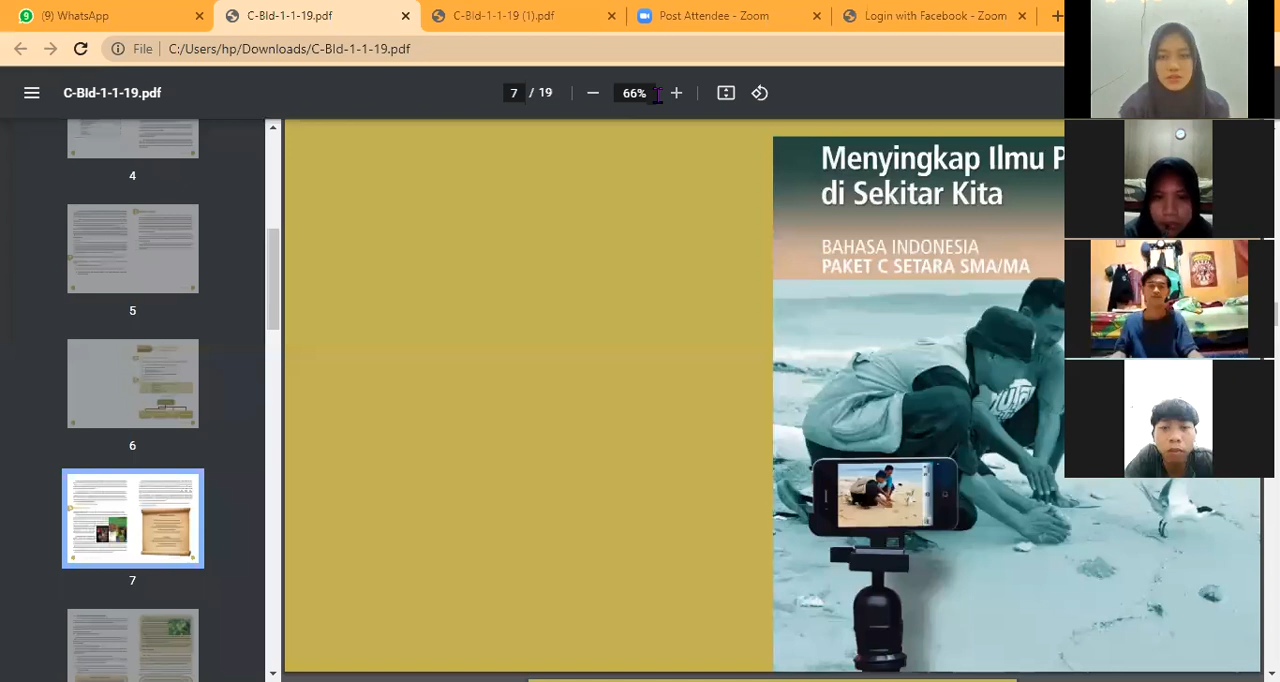 (9) WhatsApp
C-BId-1-1-19.pdf
C-BId-1-1-19 (1).pdf
Post Attendee - Zoom
Login with Facebook - Zoom
File
C:/Users/hp/Downloads/C-BId-1-1-19.pdf
C-BId-1-1-19.pdf
7 / 19
66%
4
5
6
7
Menyingkap Ilmu P
di Sekitar Kita
BAHASA INDONESIA
PAKET C SETARA SMA/MA